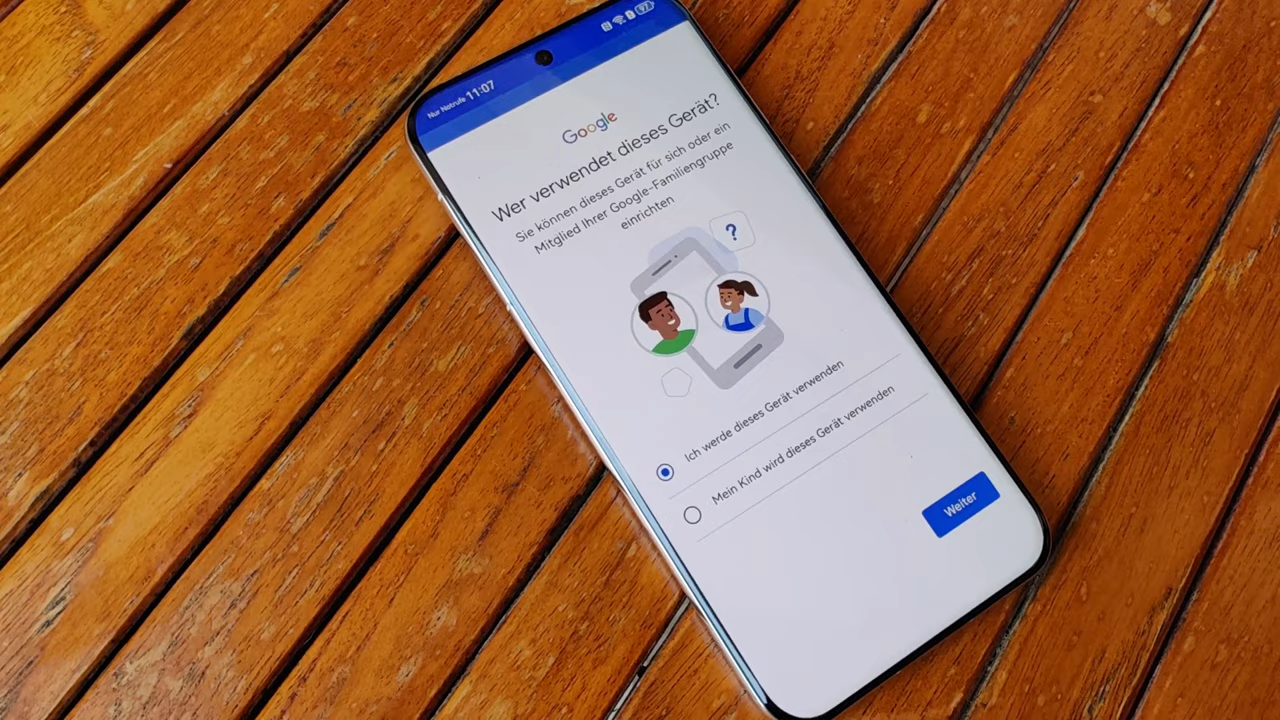 Nur Notrufe 11:07
97
Google
Wer verwendet dieses Gerät?
Sie können dieses Gerät für sich oder ein
Mitglied Ihrer Google-Familiengruppe
einrichten
?
Ich werde dieses Gerät verwenden
Mein Kind wird dieses Gerät verwenden
Weiter